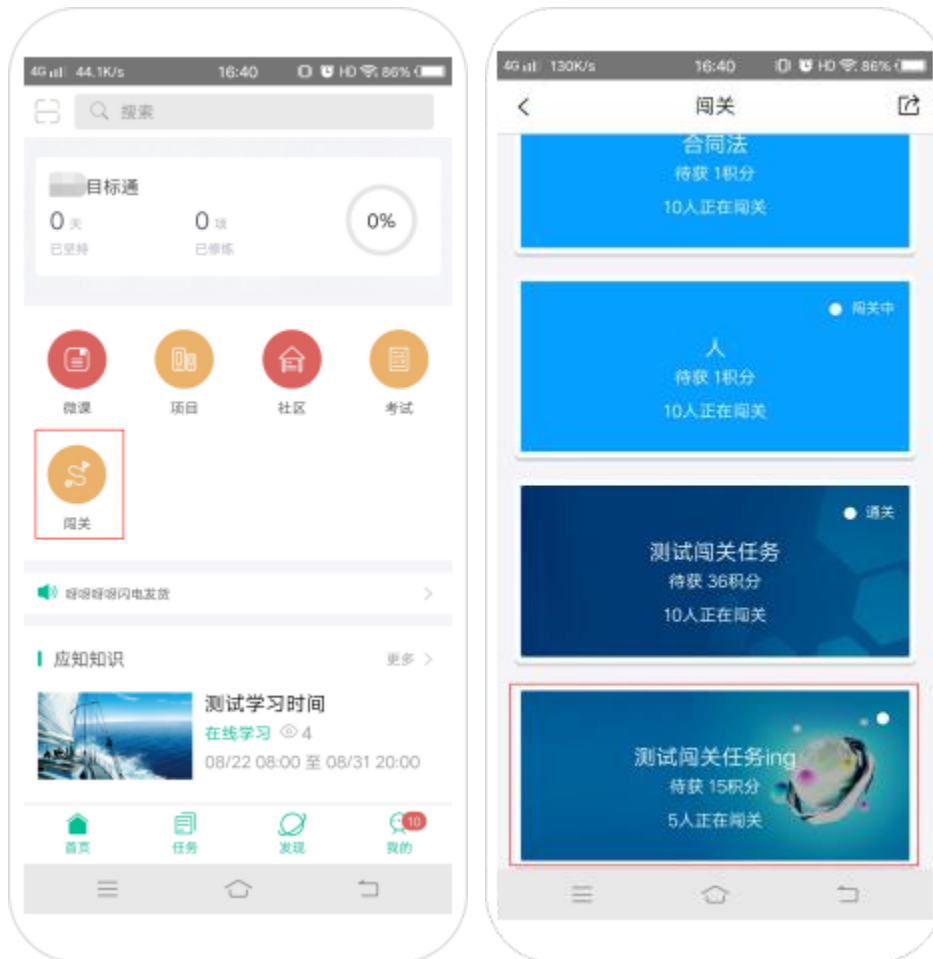 4G 44.1K/s 16:40 HD 86%
搜索
目标通
0 天 0 项 0%
已坚持 已修炼
微课 项目 社区 考试
闯关
呀呀呀呀闪电发货
应知知识 更多
测试学习时间
在线学习 4
08/22 08:00 至 08/31 20:00
10
首页 任务 发现 我的
4G 130K/s 16:40 HD 86%
闯关
合同法
待获 1积分
10人正在闯关
闯关中
人
待获 1积分
10人正在闯关
通关
测试闯关任务
待获 36积分
10人正在闯关
测试闯关任务ing
待获 15积分
5人正在闯关